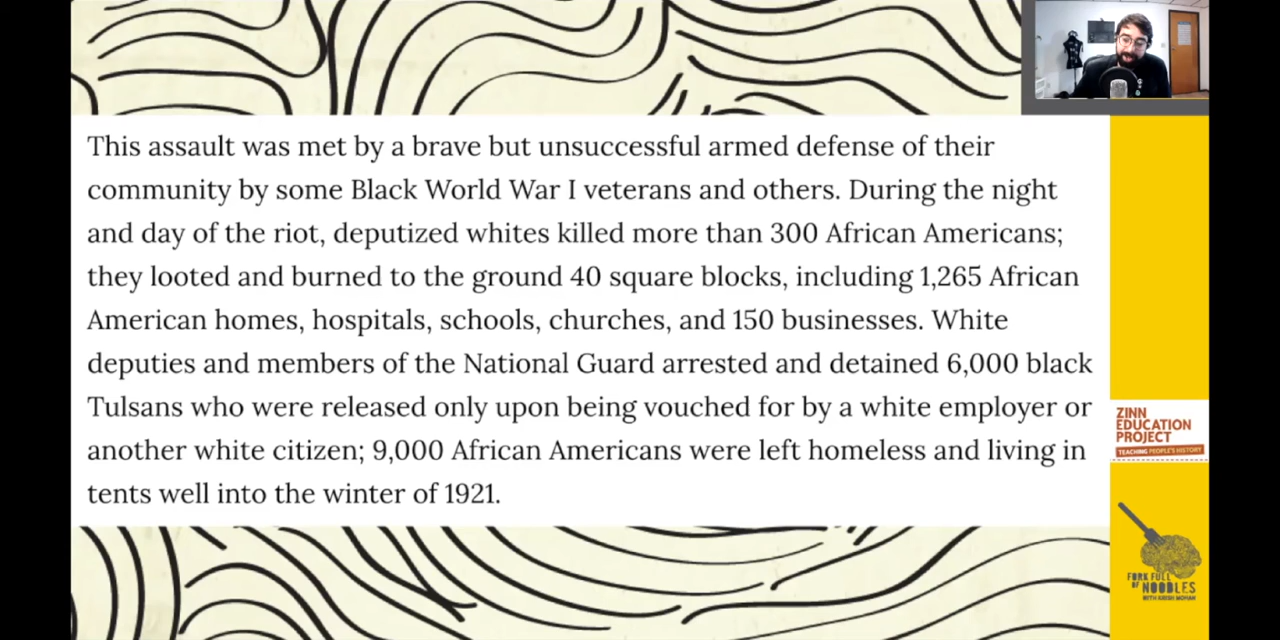 This assault was met by a brave but unsuccessful armed defense of their
community by some Black World War I veterans and others. During the night
and day of the riot, deputized whites killed more than 300 African Americans;
they looted and burned to the ground 40 square blocks, including 1,265 African
American homes, hospitals, schools, churches, and 150 businesses. White
deputies and members of the National Guard arrested and detained 6,000 black
Tulsans who were released only upon being vouched for by a white employer or
another white citizen; 9,000 African Americans were left homeless and living in
tents well into the winter of 1921.
ZINN
EDUCATION
PROJECT
TEACHING PEOPLE'S HISTORY
FORK FULL
OF NOODLES
WITH KRISH MOHAN